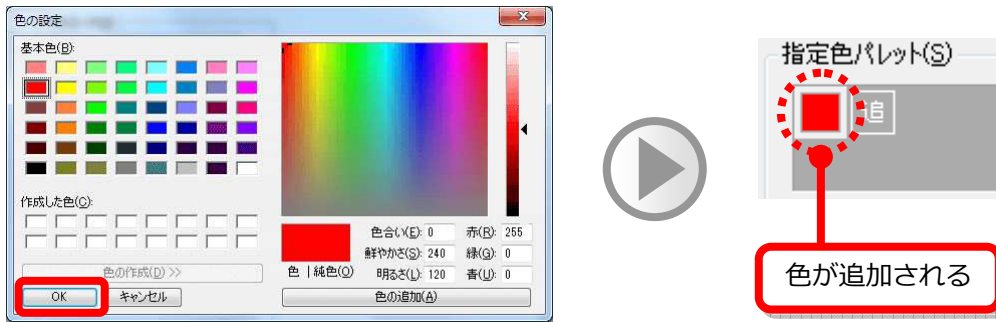 色の設定
基本色(B):
作成した色(C):
色の作成(D) >>
OK
キャンセル
色 | 純色(O)
色合い(E): 0
鮮やかさ(S): 240
明るさ(L): 120
赤(R): 255
緑(G): 0
青(U): 0
色の追加(A)
指定色パレット(S)
追
色が追加される